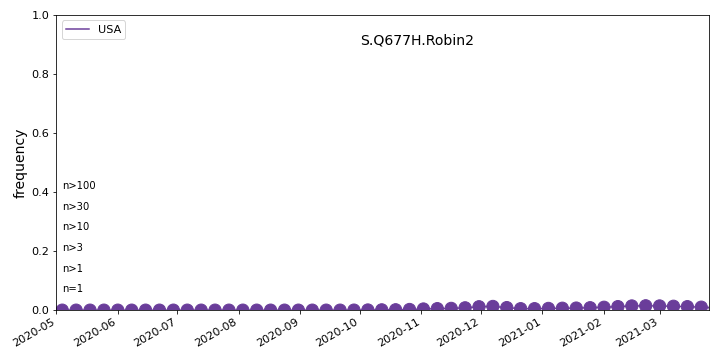 S.Q677H.Robin2
USA
frequency
1.0
0.8
0.6
0.4
0.2
0.0
n>100
n>30
n>10
n>3
n>1
n=1
2020-05
2020-06
2020-07
2020-08
2020-09
2020-10
2020-11
2020-12
2021-01
2021-02
2021-03